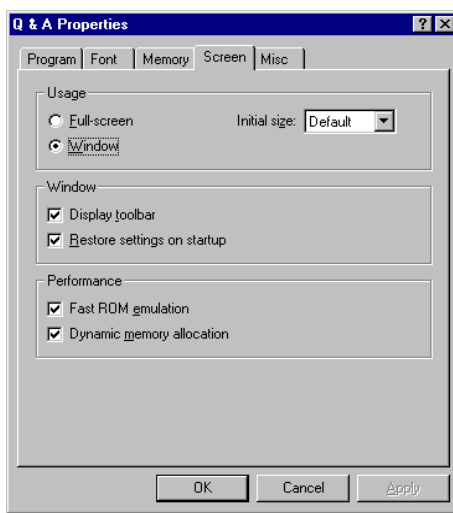 Q & A Properties
Program Font Memory Screen Misc
Usage
Full-screen Initial size: Default
Window
Window
Display toolbar
Restore settings on startup
Performance
Fast ROM emulation
Dynamic memory allocation
OK Cancel Apply